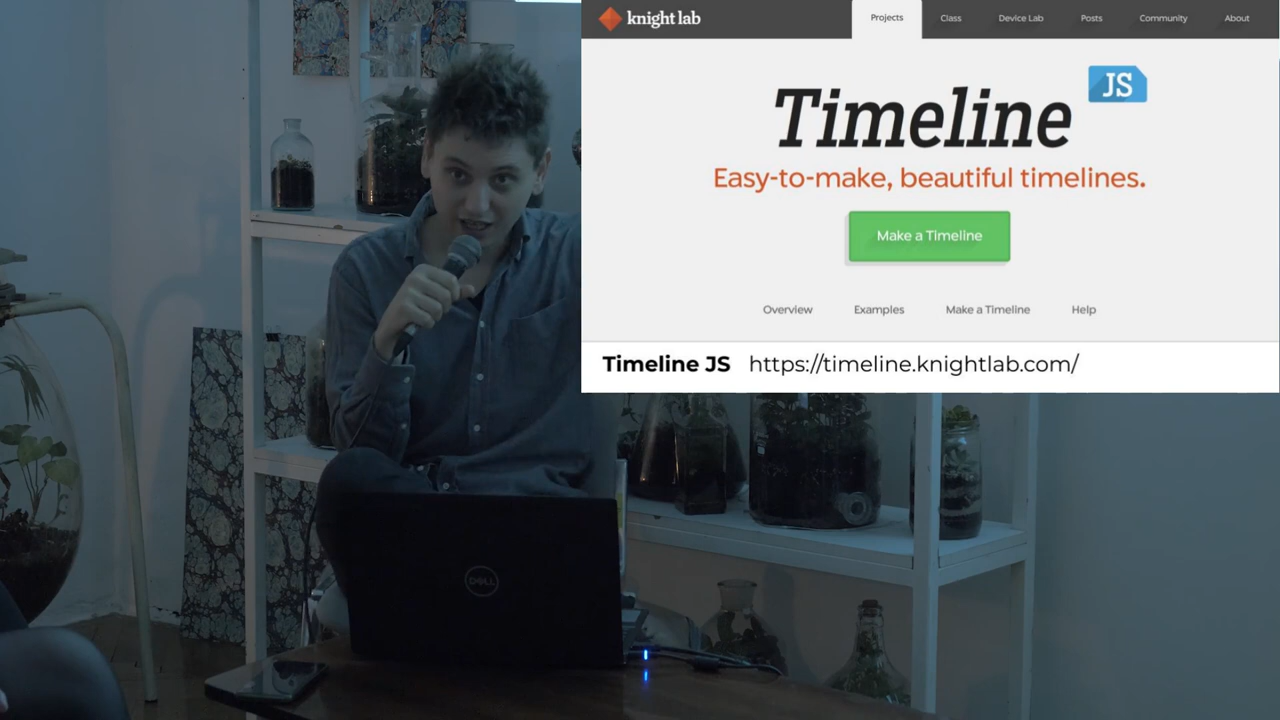 knight lab
Projects Class Device Lab Posts Community About
Timeline JS
Easy-to-make, beautiful timelines.
Make a Timeline
Overview Examples Make a Timeline Help
Timeline JS https://timeline.knightlab.com/
DELL